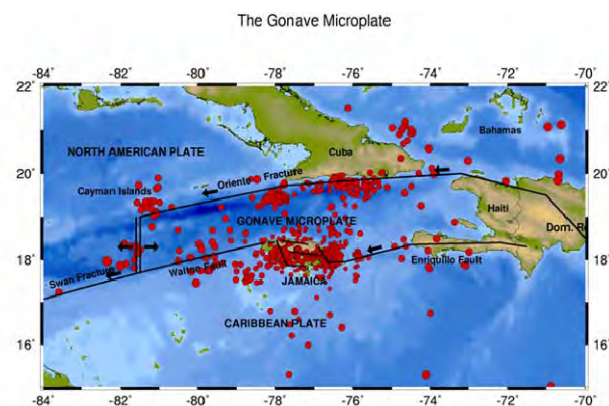 The Gonave Microplate
-84 -82 -80 -78 -76 -74 -72 -70
22° 22°
Bahamas
NORTH AMERICAN PLATE
Cuba
20° 20°
Oriente Fracture
Cayman Islands
Haiti
GONAVE MICROPLATE
Dom. Re
18° 18°
Swan Fracture
Walton Fault
Enriquillo Fault
JAMAICA
CARIBBEAN PLATE
16° 16°
-84 -82 -80 -78 -76 -74 -72 -70